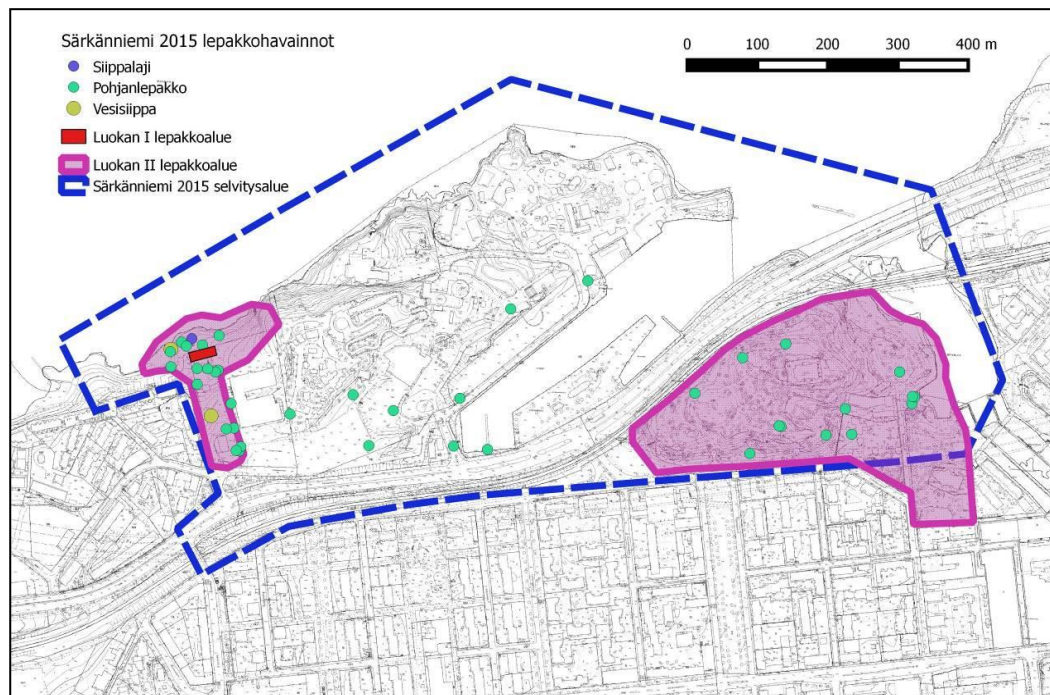 Särkänniemi 2015 lepakkohavainnot
Siippalaji
Pohjanlepakko
Vesisiippa
Luokan I lepakkoalue
Luokan II lepakkoalue
Särkänniemi 2015 selvitysalue
0 100 200 300 400 m